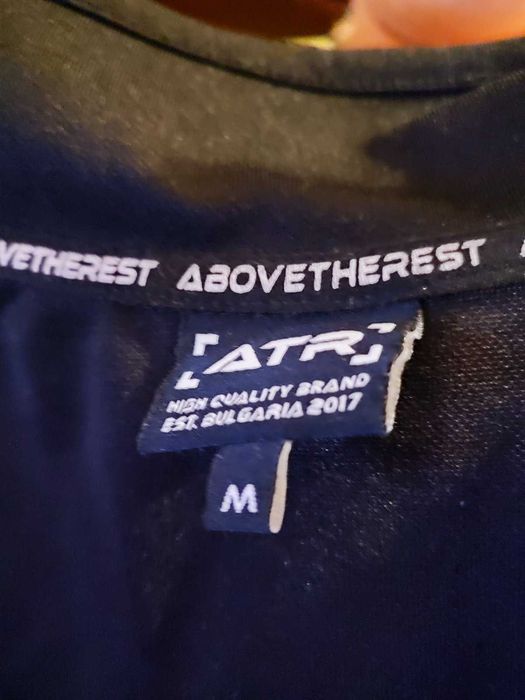 VETHEREST ABOVETHEREST
[ATR]
HIGH QUALITY BRAND
EST. BULGARIA 2017
M